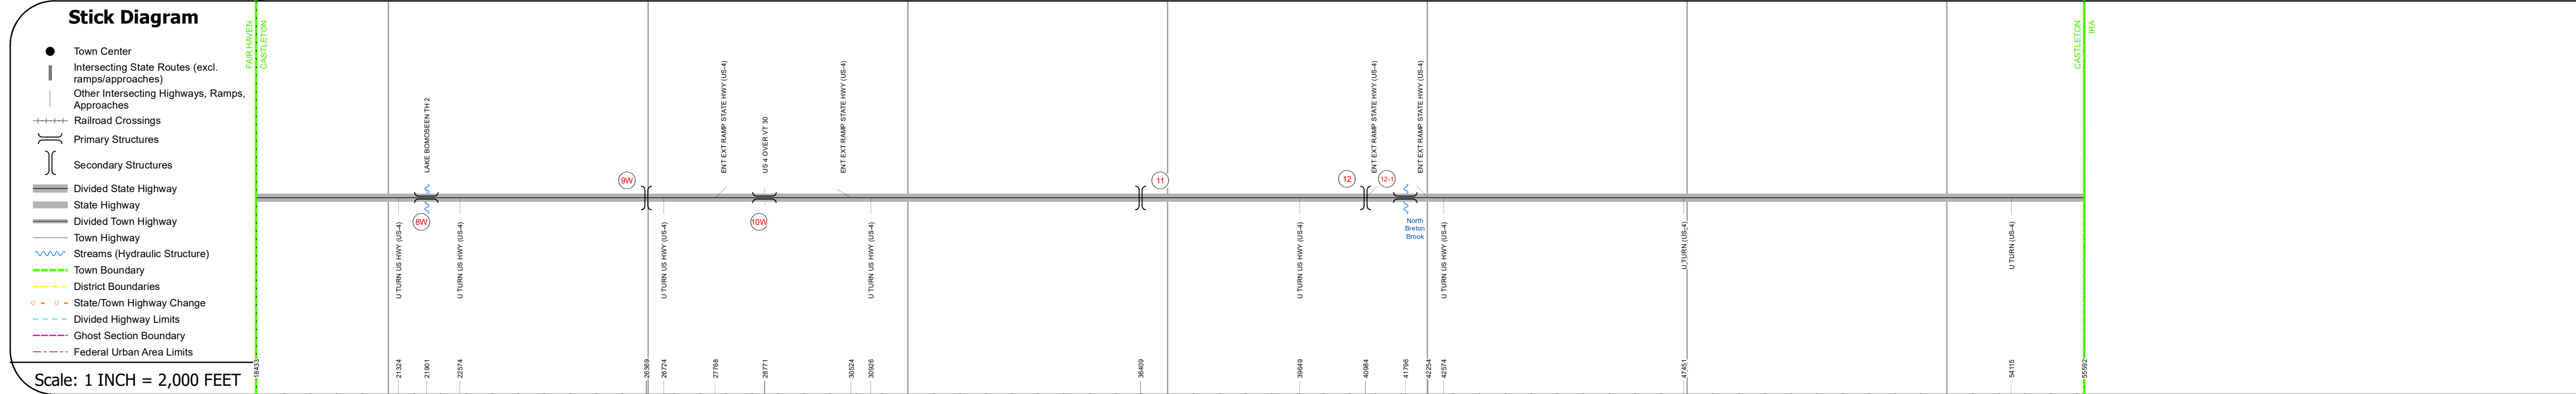 Stick Diagram
Town Center
Intersecting State Routes (excl.
ramps/approaches)
Other Intersecting Highways, Ramps,
Approaches
Railroad Crossings
Primary Structures
Secondary Structures
Divided State Highway
State Highway
Divided Town Highway
Town Highway
Streams (Hydraulic Structure)
Town Boundary
District Boundaries
State/Town Highway Change
Divided Highway Limits
Ghost Section Boundary
Federal Urban Area Limits
Scale: 1 INCH = 2,000 FEET
FAIR HAVEN
CASTLETON
CASTLETON
IRA
LAKE BOMOSEEN TH 2
ENT EXT RAMP STATE HWY (US-4)
US 4 OVER VT 30
ENT EXT RAMP STATE HWY (US-4)
ENT EXT RAMP STATE HWY (US-4)
ENT EXT RAMP STATE HWY (US-4)
8W
9W
10W
11
12
12-1
North
Breton
Brook
U TURN US HWY (US-4)
U TURN US HWY (US-4)
U TURN US HWY (US-4)
U TURN US HWY (US-4)
U TURN US HWY (US-4)
U TURN US HWY (US-4)
U TURN (US-4)
U TURN (US-4)
18433
21324
21901
22574
26369
26724
27768
28771
30524
30926
36409
39649
40984
41796
42254
42574
47451
54115
55592